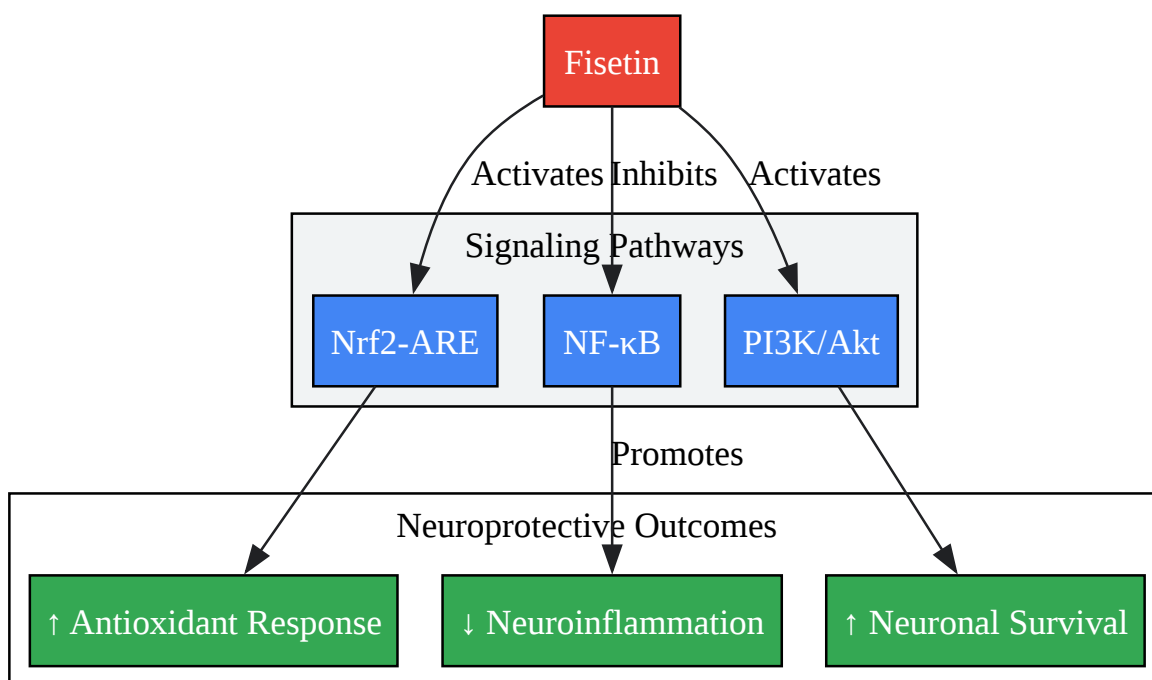 Fisetin
Activates
Inhibits
Activates
Signaling Pathways
Nrf2-ARE
NF-κB
PI3K/Akt
Promotes
Neuroprotective Outcomes
↑ Antioxidant Response
↓ Neuroinflammation
↑ Neuronal Survival